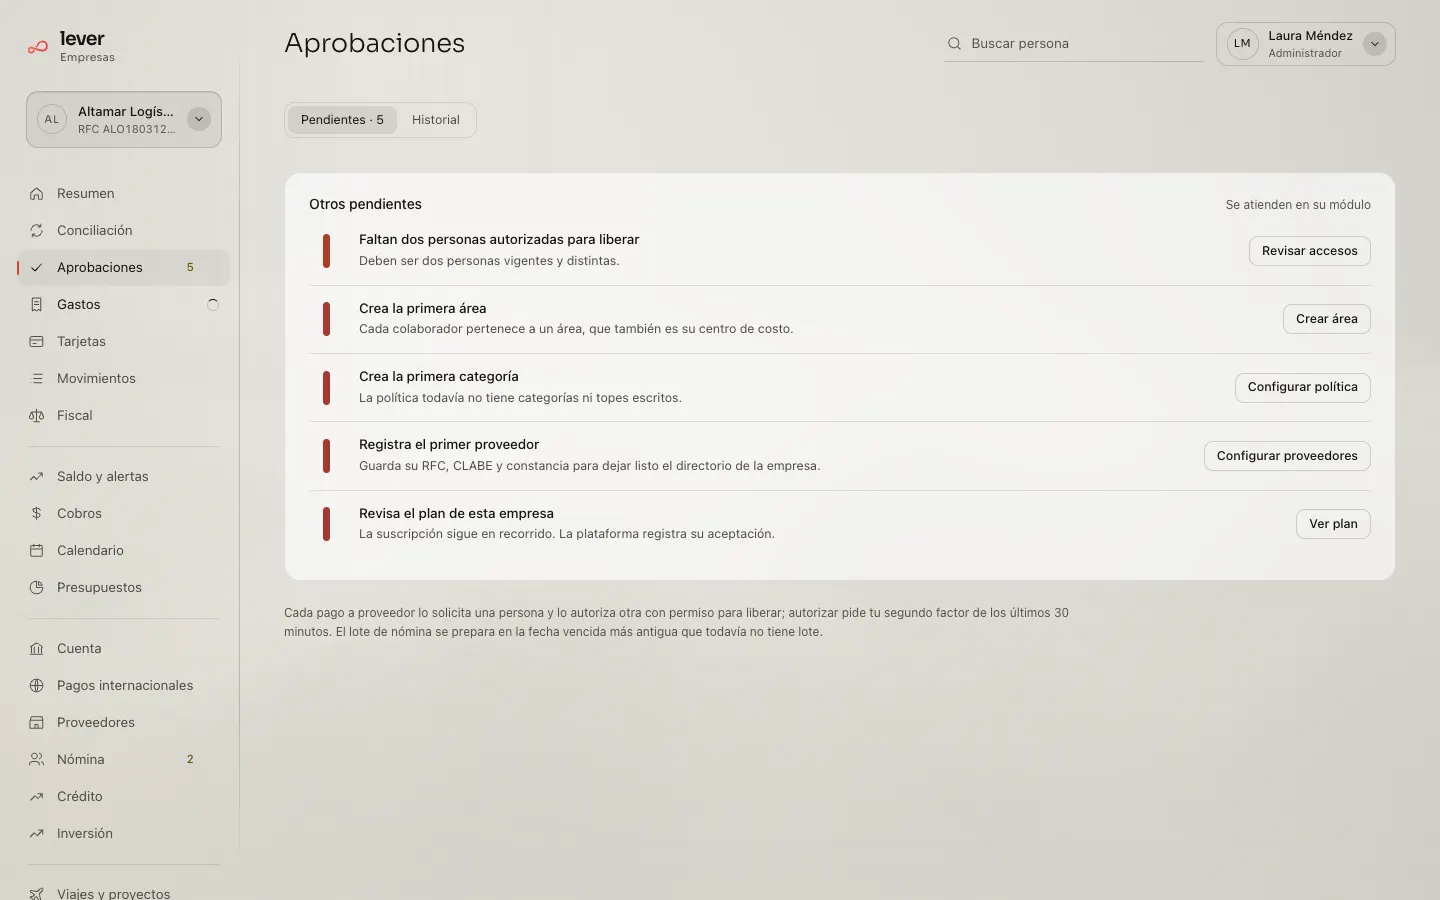 lever
Empresas
AL
Altamar Logís...
RFC ALO180312...
Resumen
Conciliación
Aprobaciones 5
Gastos
Tarjetas
Movimientos
Fiscal
Saldo y alertas
Cobros
Calendario
Presupuestos
Cuenta
Pagos internacionales
Proveedores
Nómina 2
Crédito
Inversión
Viajes y proyectos
Aprobaciones
Buscar persona
LM
Laura Méndez
Administrador
Pendientes · 5 Historial
Otros pendientes
Se atienden en su módulo
Faltan dos personas autorizadas para liberar
Deben ser dos personas vigentes y distintas.
Revisar accesos
Crea la primera área
Cada colaborador pertenece a un área, que también es su centro de costo.
Crear área
Crea la primera categoría
La política todavía no tiene categorías ni topes escritos.
Configurar política
Registra el primer proveedor
Guarda su RFC, CLABE y constancia para dejar listo el directorio de la empresa.
Configurar proveedores
Revisa el plan de esta empresa
La suscripción sigue en recorrido. La plataforma registra su aceptación.
Ver plan
Cada pago a proveedor lo solicita una persona y lo autoriza otra con permiso para liberar; autorizar pide tu segundo factor de los últimos 30
minutos. El lote de nómina se prepara en la fecha vencida más antigua que todavía no tiene lote.